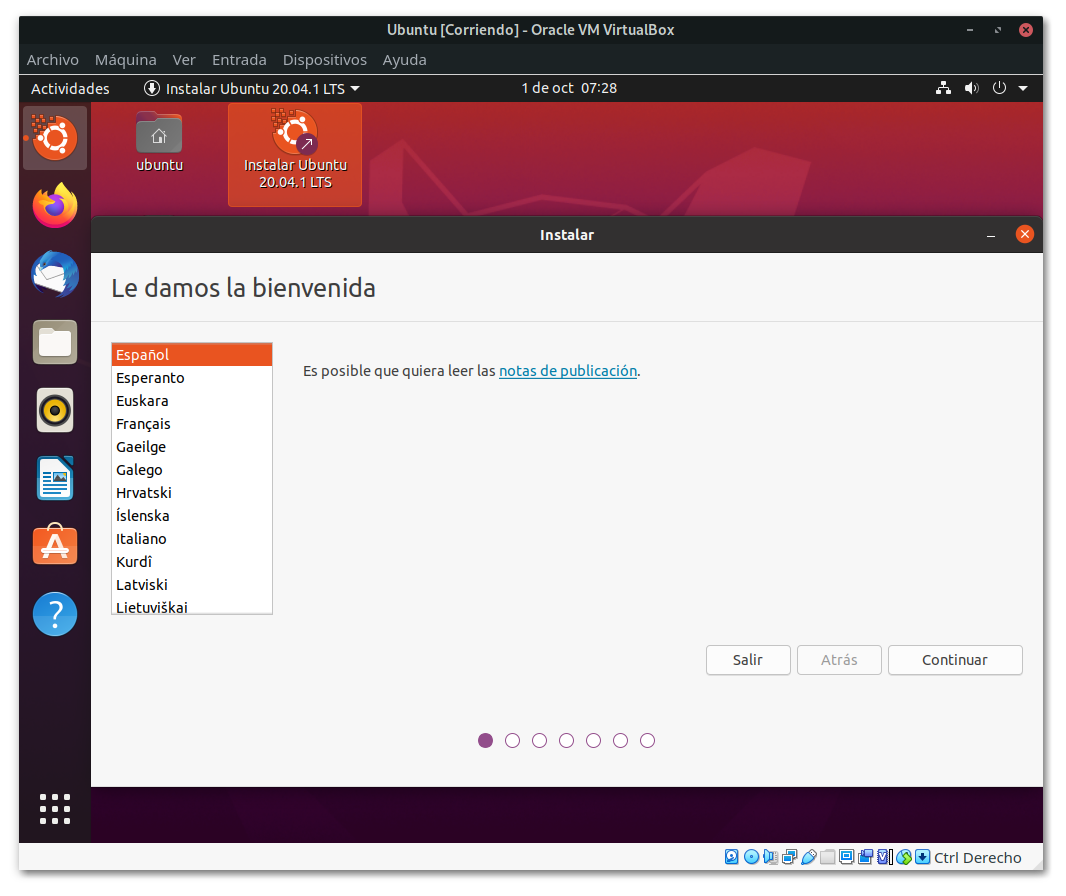 Ubuntu [Corriendo] - Oracle VM VirtualBox
Archivo Máquina Ver Entrada Dispositivos Ayuda
Actividades Instalar Ubuntu 20.04.1 LTS 1 de oct 07:28
ubuntu
Instalar Ubuntu
20.04.1 LTS
Instalar
Le damos la bienvenida
Español
Esperanto
Euskara
Français
Gaeilge
Galego
Hrvatski
Íslenska
Italiano
Kurdî
Latviski
Lietuviškai
Es posible que quiera leer las notas de publicación.
Salir Atrás Continuar
Ctrl Derecho